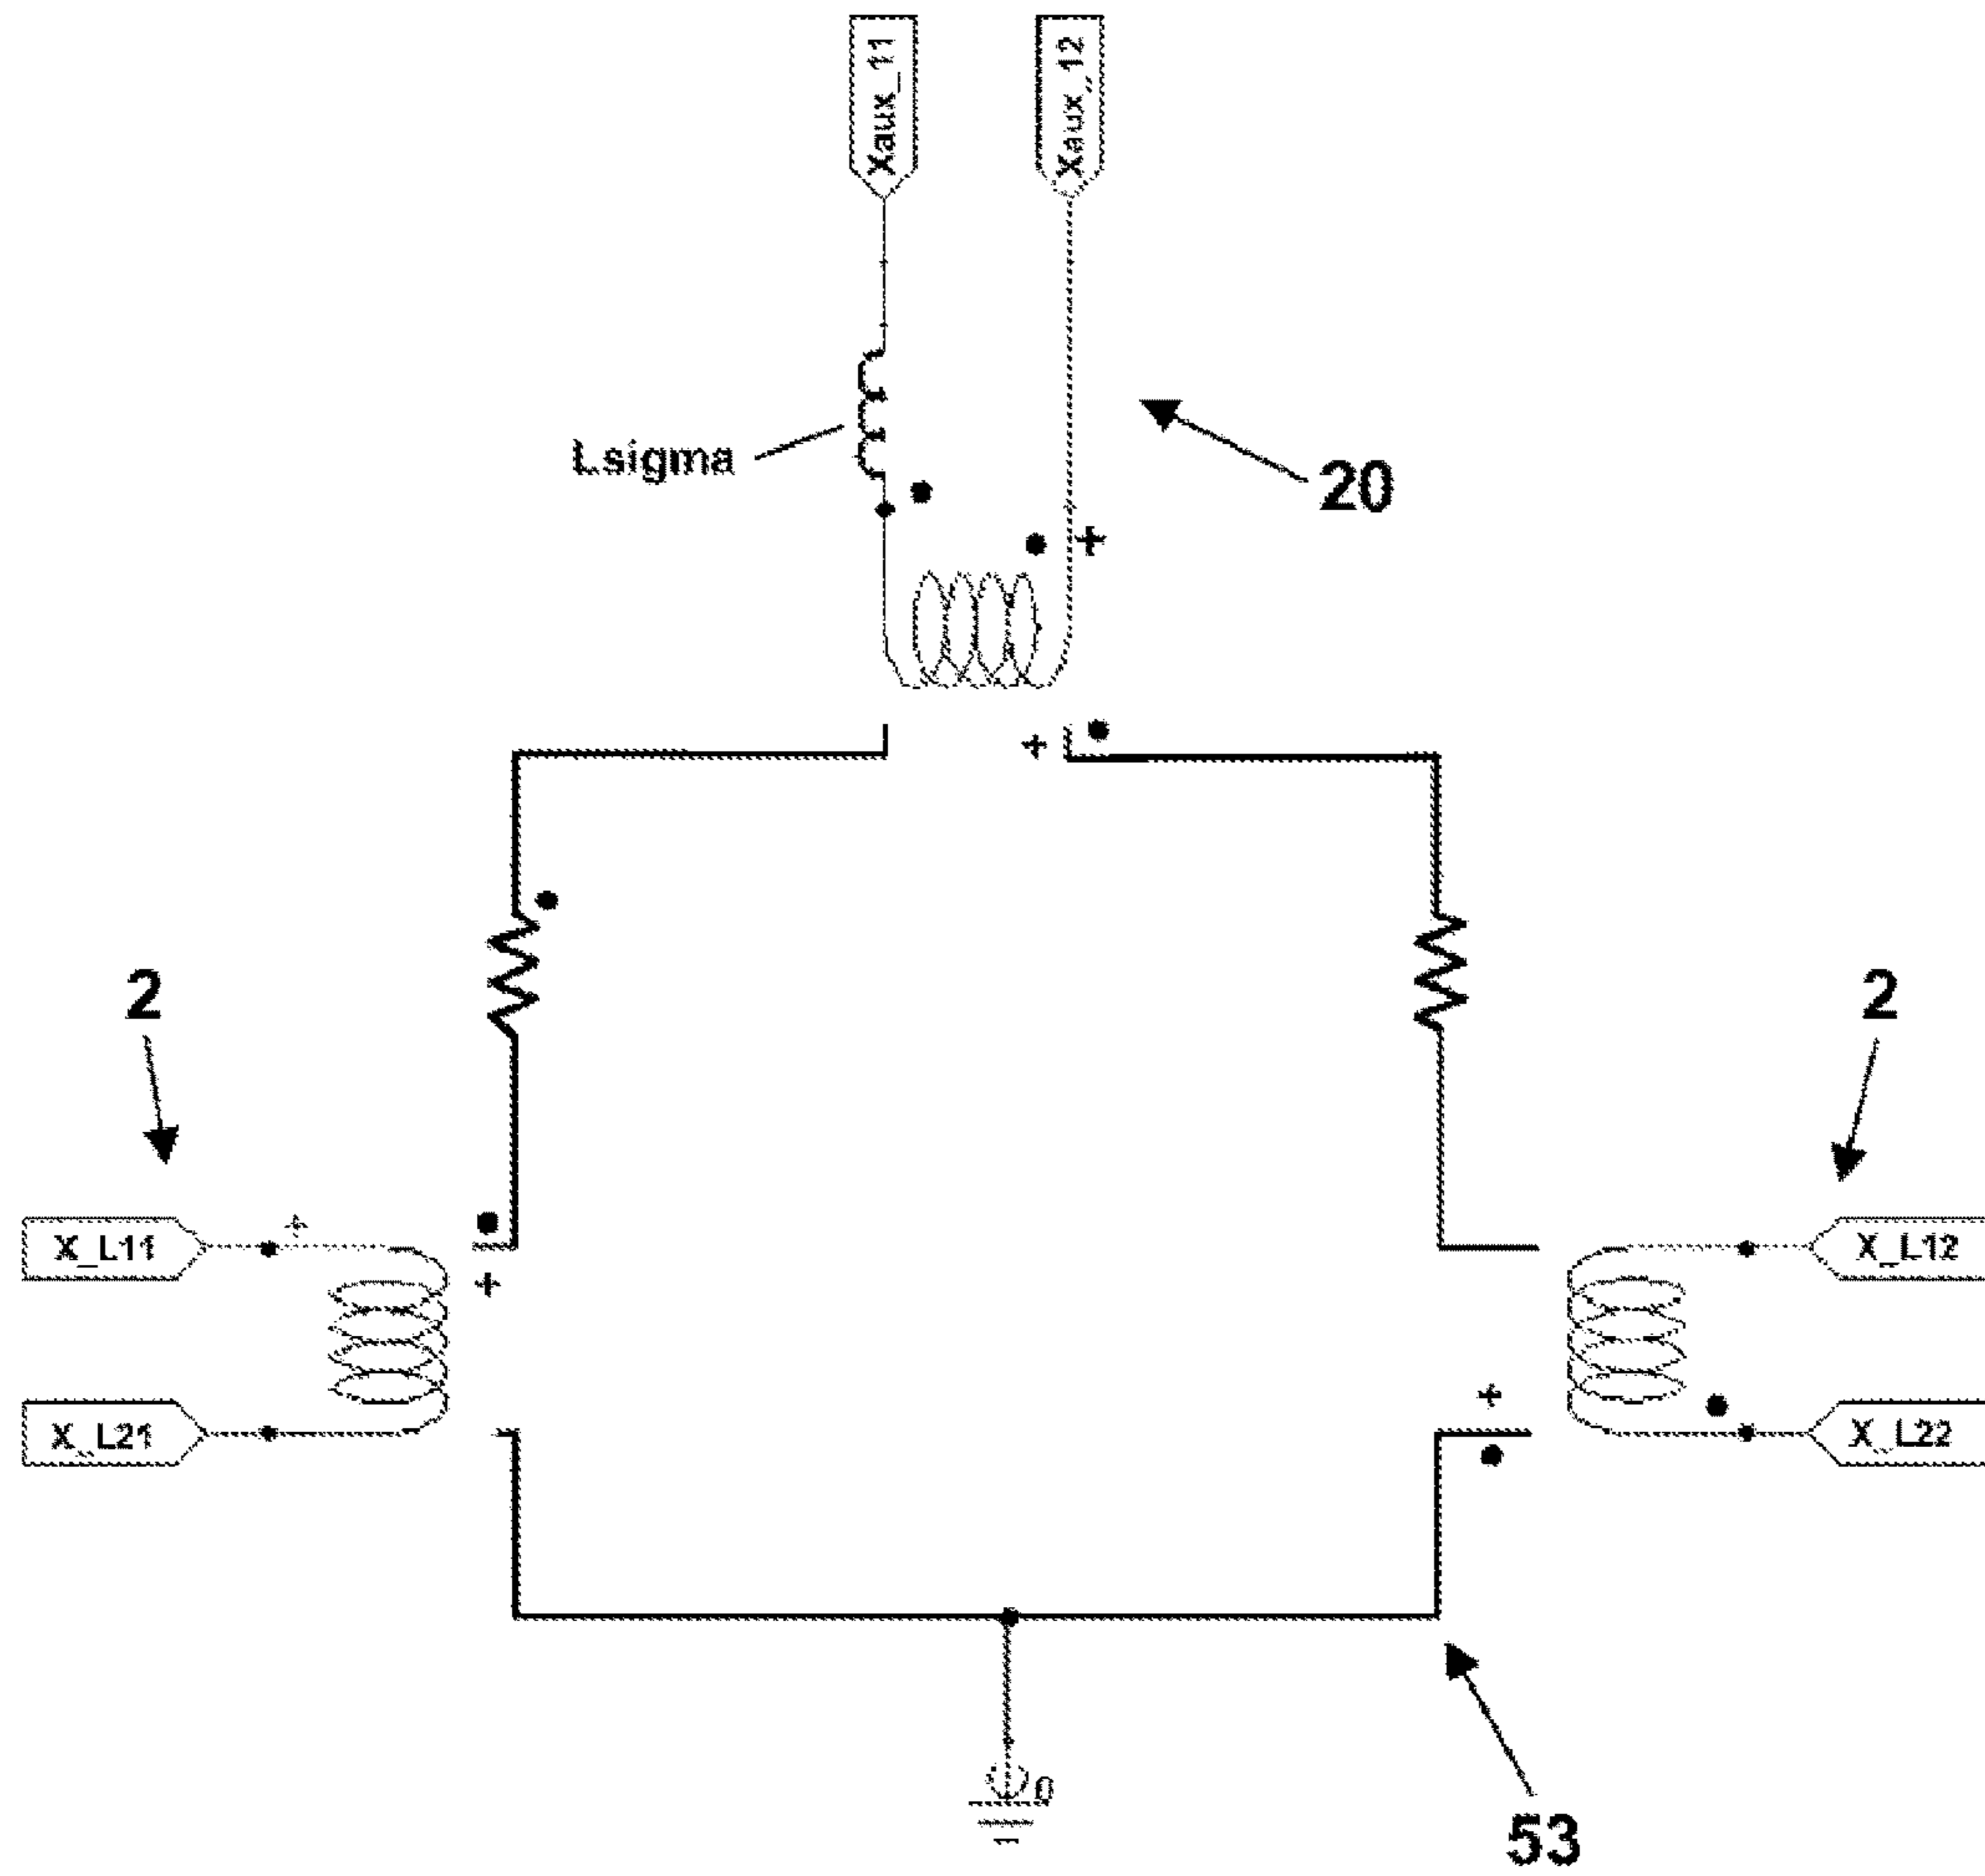 Xaux_11
Xaux_12
Lsigma
20
+
+
2
2
+
X_L11
X_L12
+
+
X_L21
X_L22
0
53